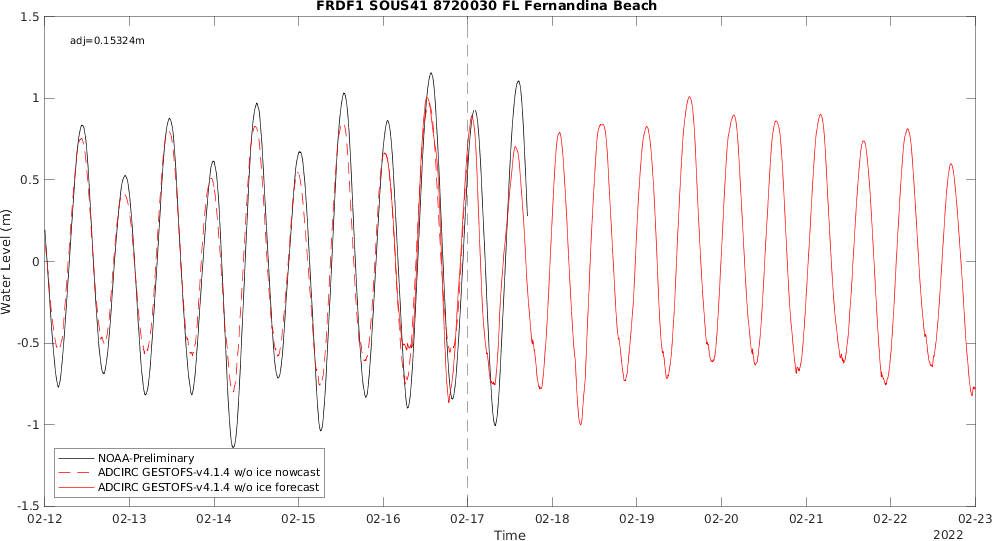 FRDF1 SOUS41 8720030 FL Fernandina Beach
adj=0.15324m
1.5
1
0.5
0
-0.5
-1
-1.5
Water Level (m)
NOAA-Preliminary
ADCIRC GESTOFS-v4.1.4 w/o ice nowcast
ADCIRC GESTOFS-v4.1.4 w/o ice forecast
02-12 02-13 02-14 02-15 02-16 02-17 02-18 02-19 02-20 02-21 02-22 02-23
Time
2022